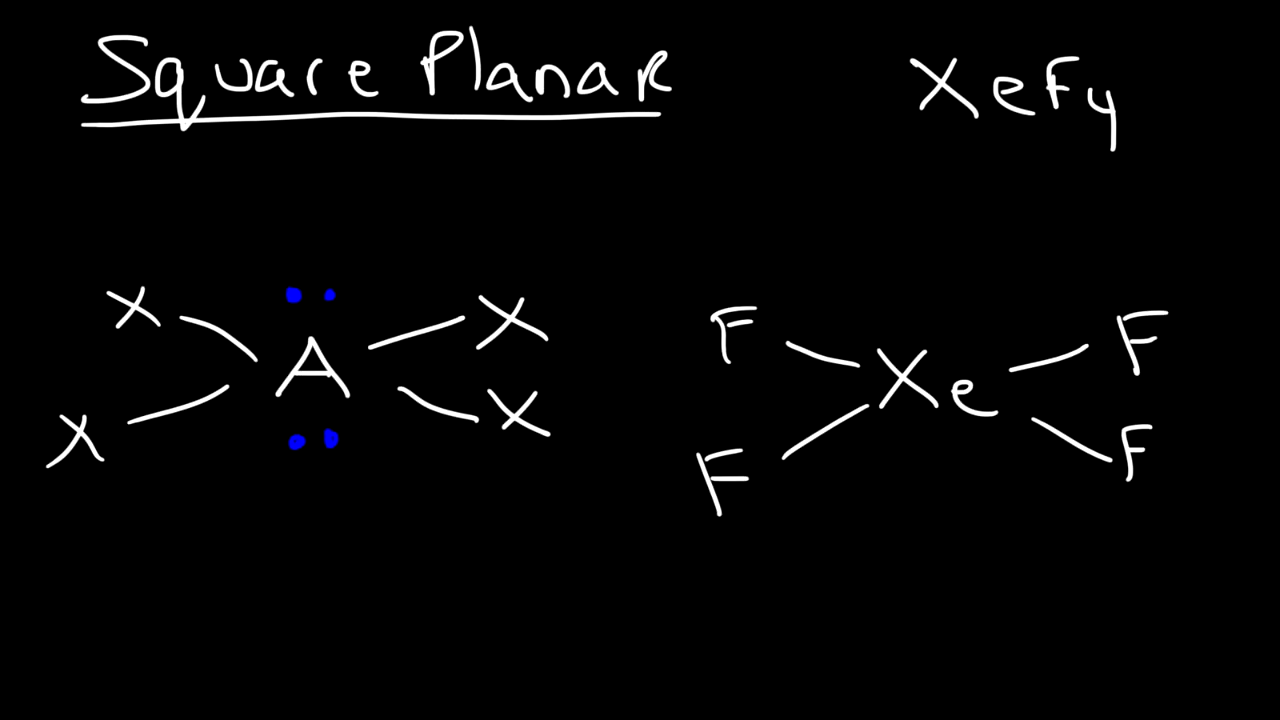 Square Planar
XeF4
X A X
X X
F Xe F
F F